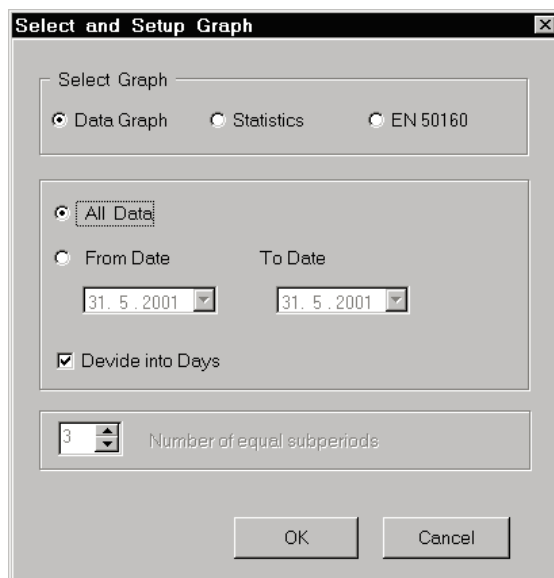 Select and Setup Graph
Select Graph
Data Graph Statistics EN 50160
All Data
From Date To Date
31. 5 . 2001 31. 5 . 2001
Devide into Days
3 Number of equal subperiods
OK Cancel